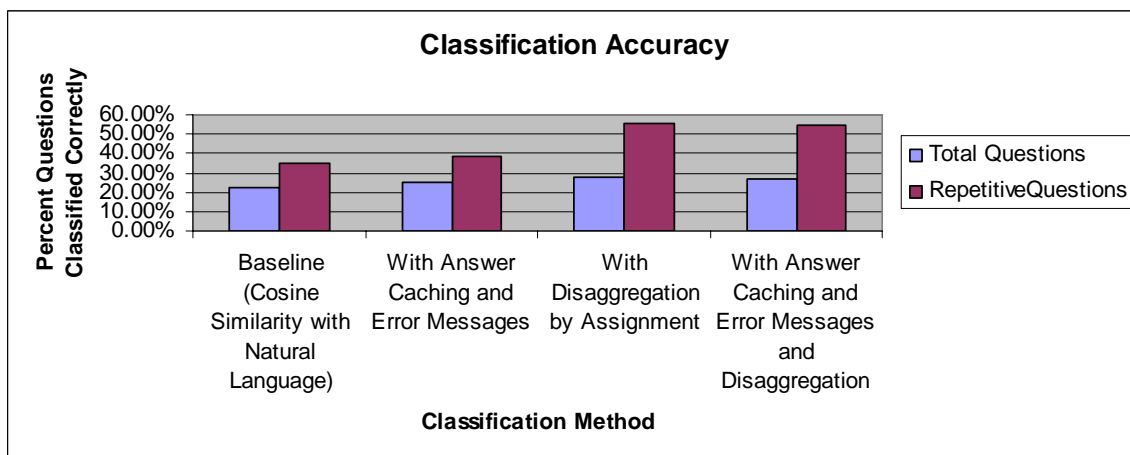 Classification Accuracy
Percent Questions
Classified Correctly
60.00%
50.00%
40.00%
30.00%
20.00%
10.00%
0.00%
Baseline
(Cosine
Similarity with
Natural
Language)
With Answer
Caching and
Error Messages
With
Disaggregation
by Assignment
With Answer
Caching and
Error Messages
and
Disaggregation
Classification Method
Total Questions
RepetitiveQuestions